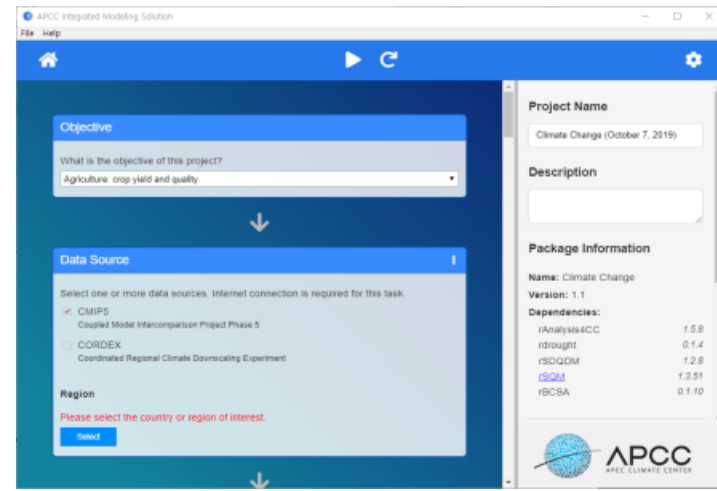 APCC Integrated Modeling Solution
File Help
Objective
What is the objective of this project?
Agriculture: crop yield and quality
Data Source
Select one or more data sources. Internet connection is required for this task.
CMIP5
Coupled Model Intercomparison Project Phase 5
CORDEX
Coordinated Regional Climate Downscaling Experiment
Region
Please select the country or region of interest.
Select
Project Name
Climate Change (October 7, 2019)
Description
Package Information
Name: Climate Change
Version: 1.1
Dependencies:
rAnalysis4CC 1.5.8
rdrought 0.1.4
rSDQDM 1.2.8
rSQM 1.3.51
rBCSA 0.1.10
APCC
APEC CLIMATE CENTER